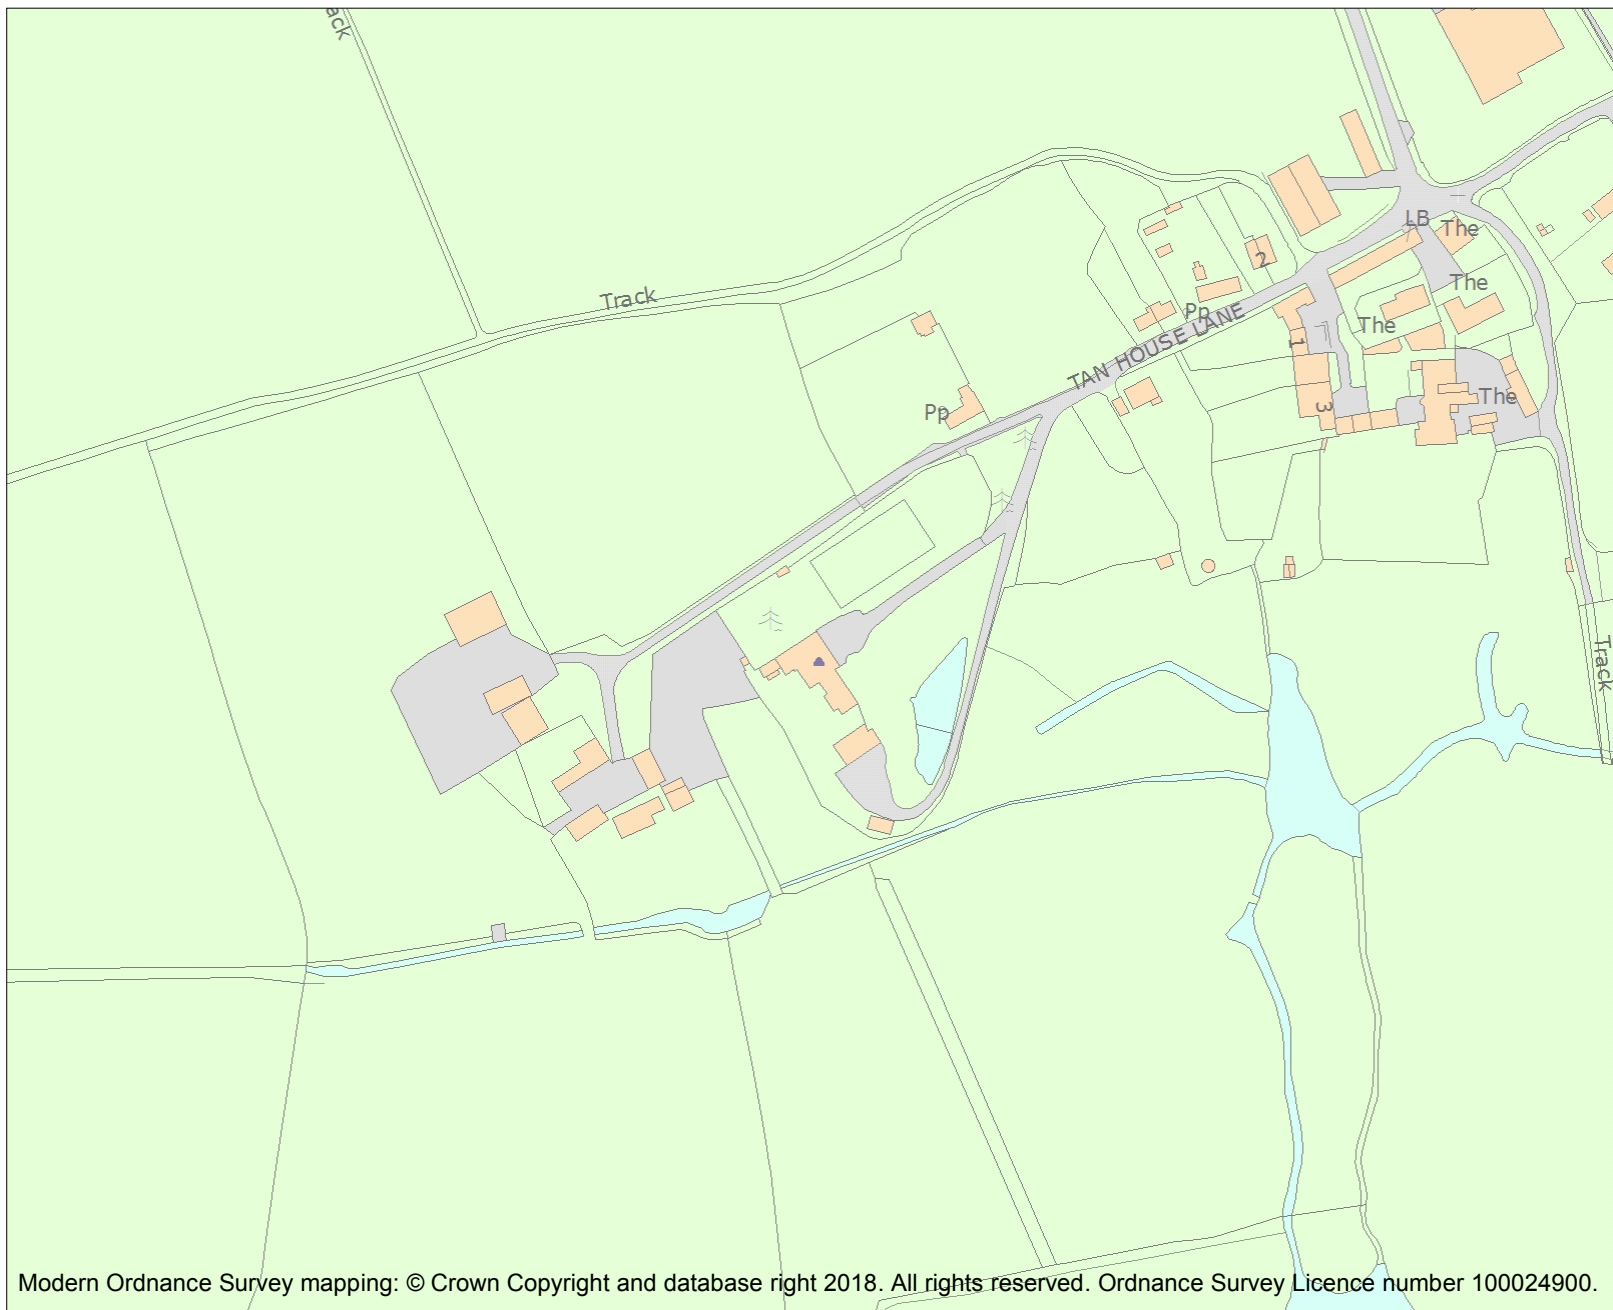 ack
LB
The
2
The
Track
Pp
The
TAN HOUSE LANE
1
The
3
Pp
Track
Modern Ordnance Survey mapping: © Crown Copyright and database right 2018. All rights reserved. Ordnance Survey Licence number 100024900.